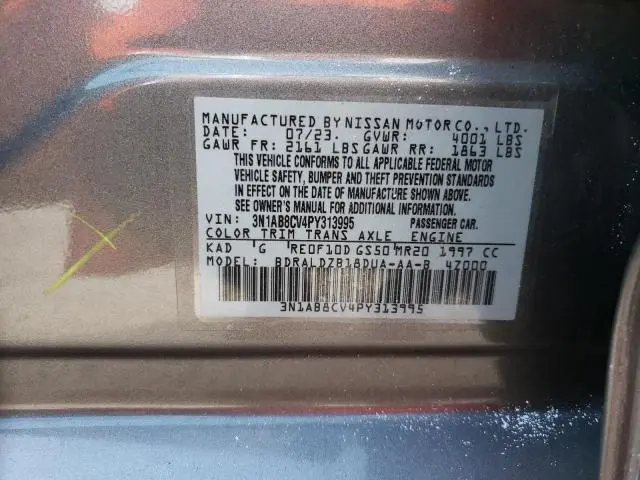 MANUFACTURED BY NISSAN MOTOR CO., LTD.
DATE: 07/23. GVWR: 4001 LBS
GAWR FR: 2161 LBS GAWR RR: 1863 LBS
THIS VEHICLE CONFORMS TO ALL APPLICABLE FEDERAL MOTOR
VEHICLE SAFETY, BUMPER AND THEFT PREVENTION STANDARDS
IN EFFECT ON THE DATE OF MANUFACTURE SHOWN ABOVE.
SEE OWNER'S MANUAL FOR ADDITIONAL INFORMATION.
VIN: 3N1AB8CV4PY313995 PASSENGER CAR.
COLOR TRIM TRANS AXLE ENGINE
KAD G RE0F10D GS50 MR20 1997 CC
MODEL: BDRALDZB18DUA-AA-B 47000
3N1AB8CV4PY313995